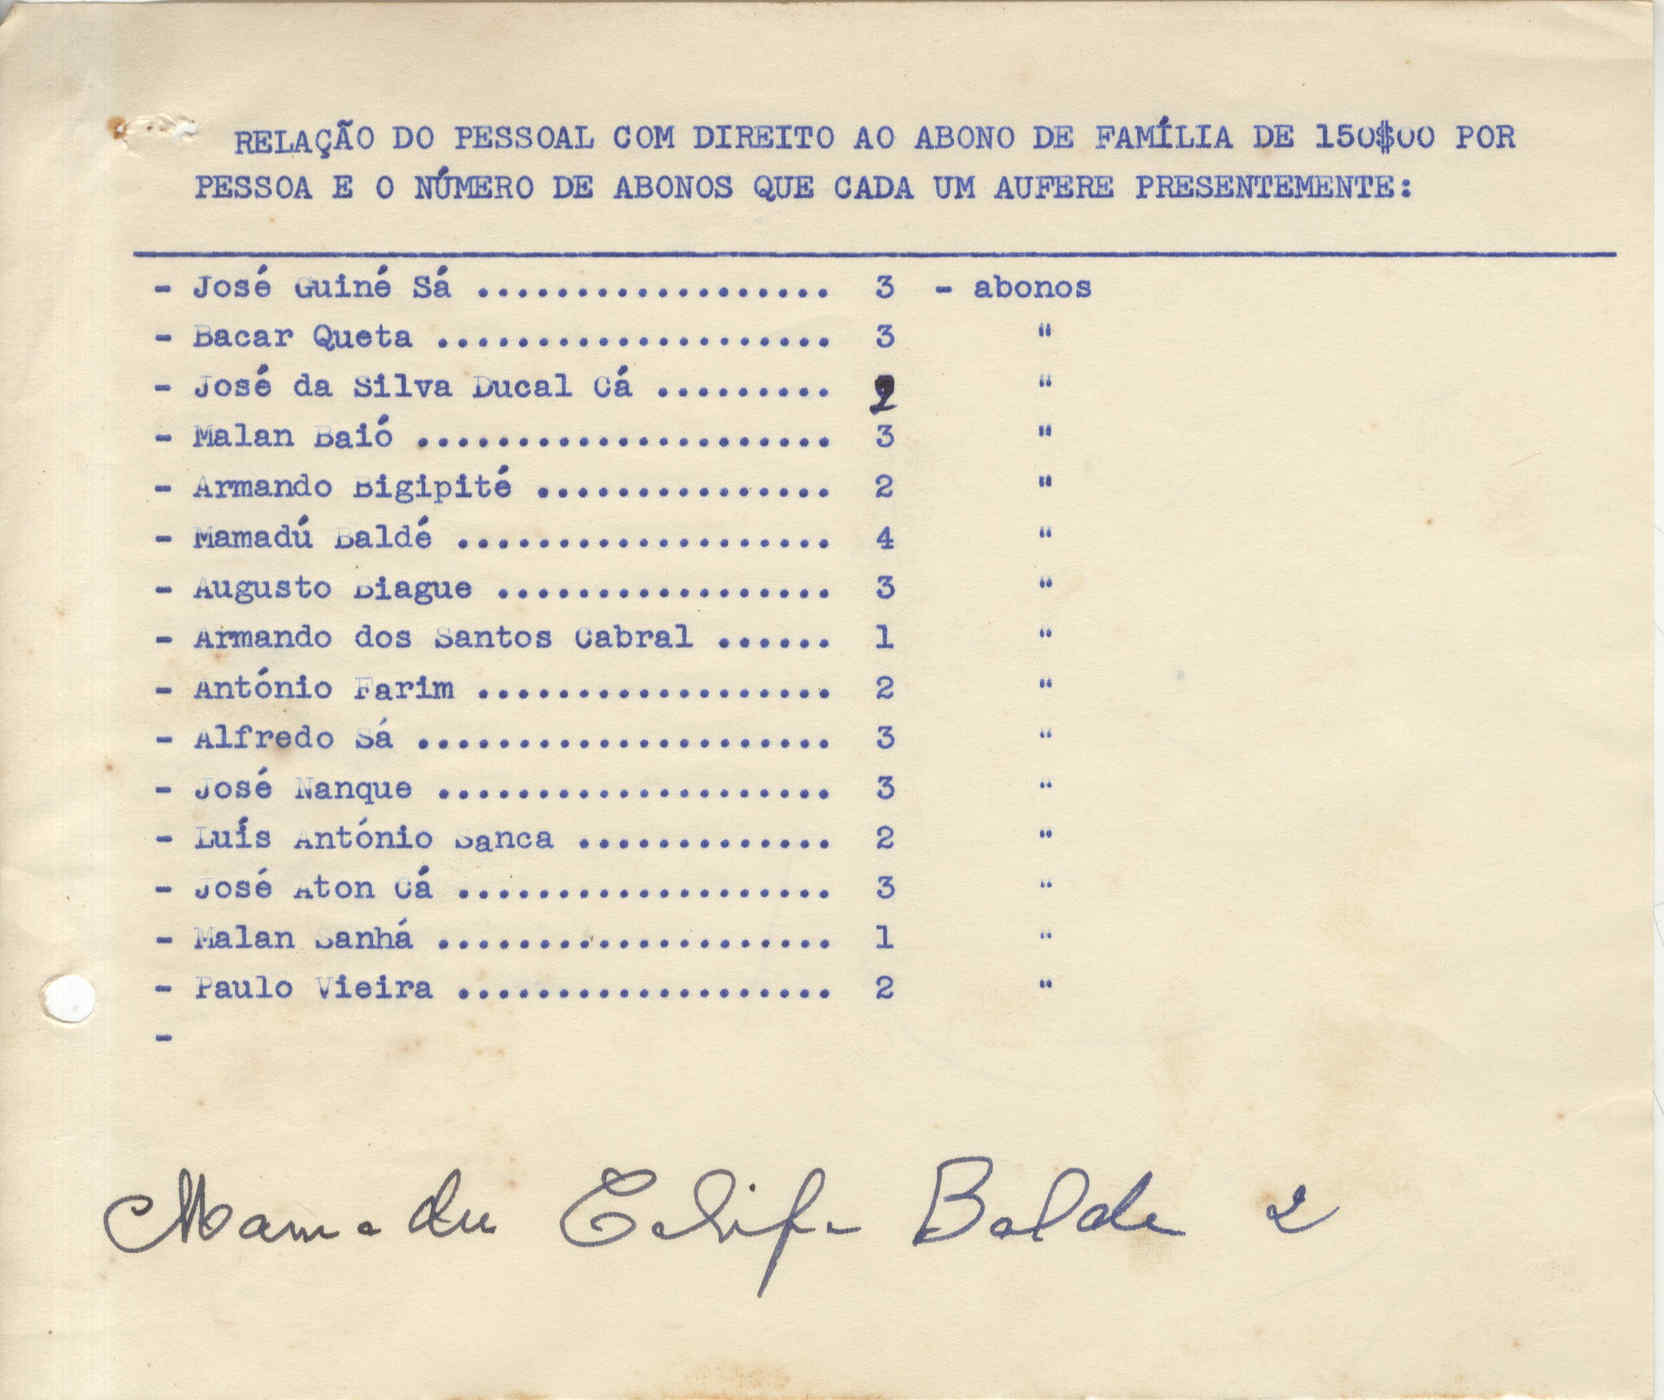 RELAÇÃO DO PESSOAL COM DIREITO AO ABONO DE FAMÍLIA DE 150$00 POR
PESSOA E O NÚMERO DE ABONOS QUE CADA UM AUFERE PRESENTEMENTE:
- José Guiné Sá .................. 3 - abonos
- Bacar Queta .................... 3 "
- José da Silva Ducal Cá ......... 2 "
- Malan Baió ..................... 3 "
- Armando Bigipité ............... 2 "
- Mamadú Baldé ................... 4 "
- Augusto Biague ................. 3 "
- Armando dos Santos Cabral ...... 1 "
- António Farim .................. 2 "
- Alfredo Sá ..................... 3 "
- José Nanque .................... 3 "
- Luís António Sanca ............. 2 "
- José Aton Cá ................... 3 "
- Malan Sanhá .................... 1 "
- Paulo Vieira ................... 2 "
-
Mamadu Balde 2